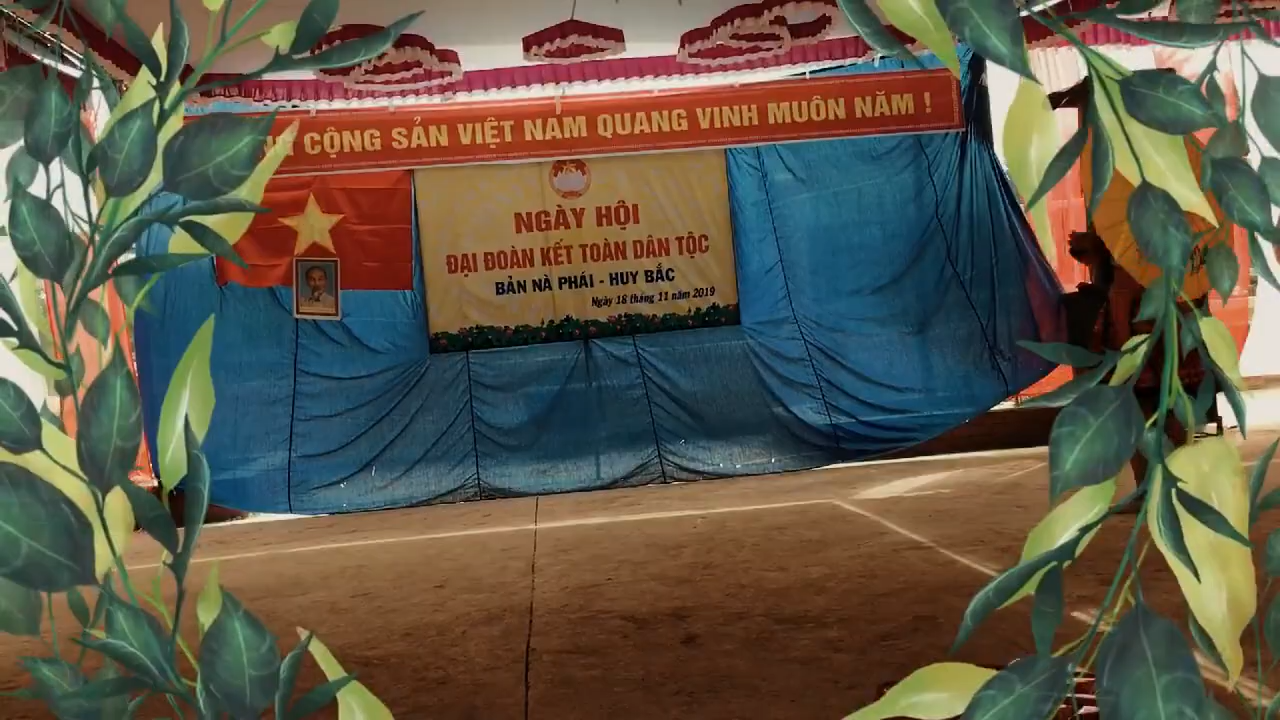 CỘNG SẢN VIỆT NAM QUANG VINH MUÔN NĂM !
NGÀY HỘI
ĐẠI ĐOÀN KẾT TOÀN DÂN TỘC
BẢN NÀ PHÁI - HUY BẮC
Ngày 18 tháng 11 năm 2019